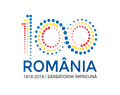 100
ROMÂNIA
1918-2018 | SĂRBĂTORIM ÎMPREUNĂ